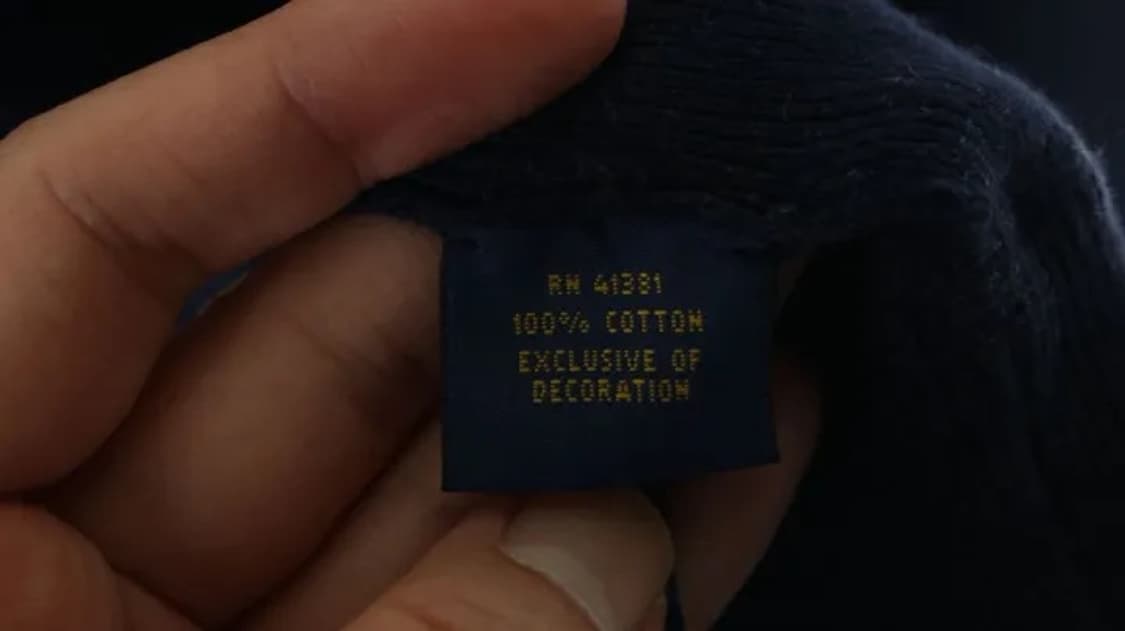 RN 41381
100% COTTON
EXCLUSIVE OF
DECORATION